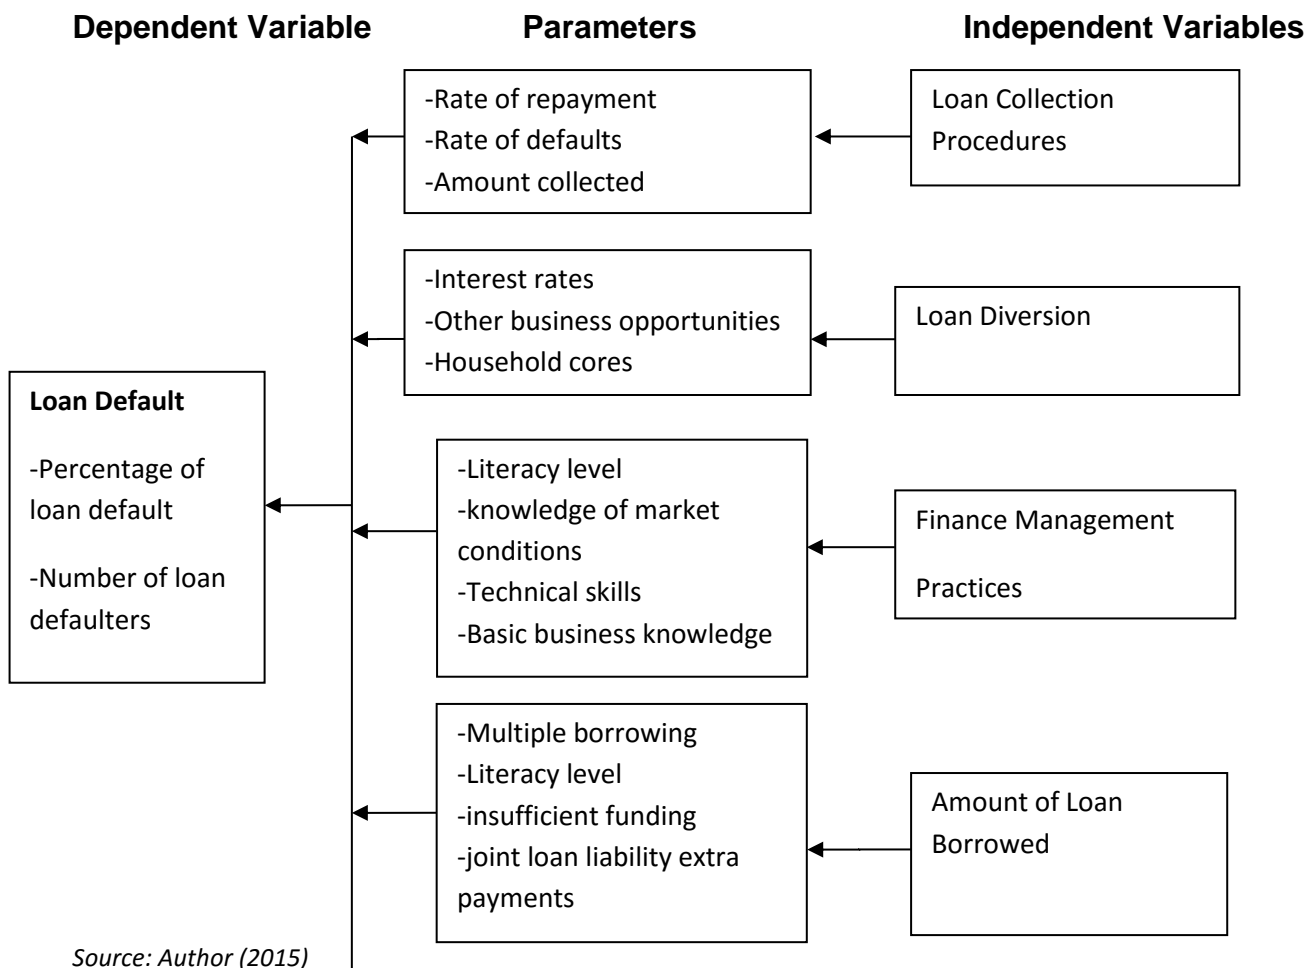 Dependent Variable
Parameters
Independent Variables
-Rate of repayment
-Rate of defaults
-Amount collected
Loan Collection
Procedures
-Interest rates
-Other business opportunities
-Household cores
Loan Diversion
Loan Default
-Percentage of
loan default
-Number of loan
defaulters
-Literacy level
-knowledge of market
conditions
-Technical skills
-Basic business knowledge
Finance Management
Practices
-Multiple borrowing
-Literacy level
-insufficient funding
-joint loan liability extra
payments
Amount of Loan
Borrowed
Source: Author (2015)